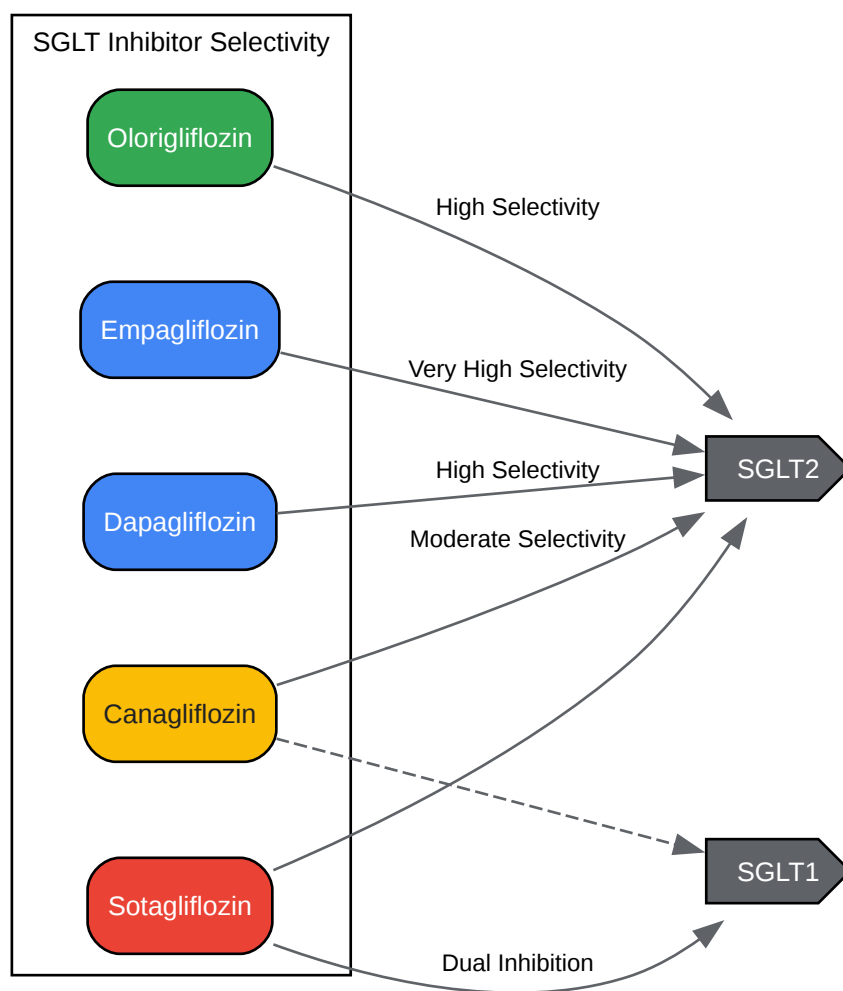 SGLT Inhibitor Selectivity
Olorigliflozin
High Selectivity
Empagliflozin
Very High Selectivity
Dapagliflozin
High Selectivity
SGLT2
Moderate Selectivity
Canagliflozin
SGLT1
Sotagliflozin
Dual Inhibition